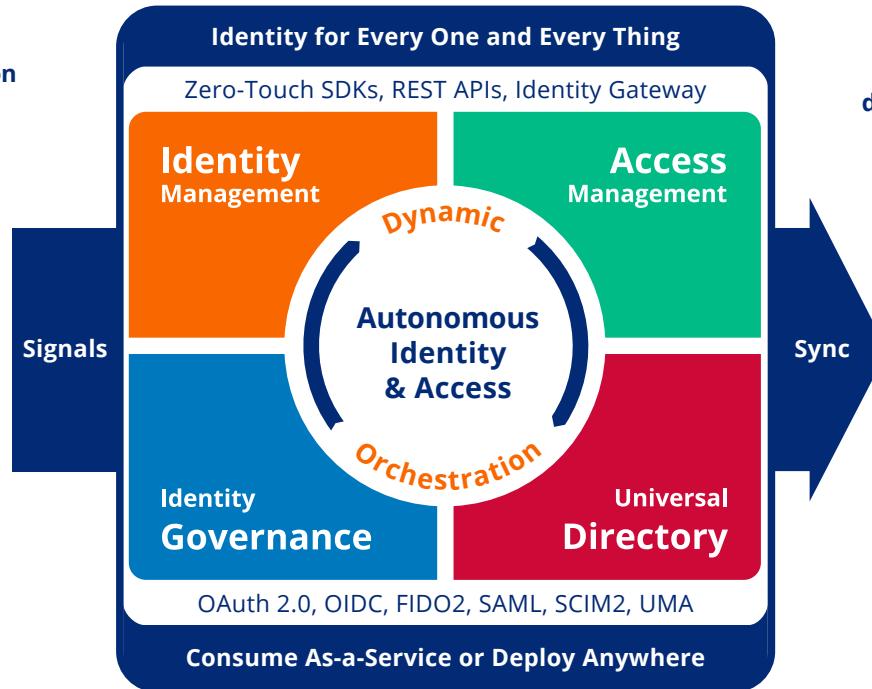 Identity for Every One and Every Thing
on
Zero-Touch SDKs, REST APIs, Identity Gateway
d
Identity
Management
Access
Management
Dynamic
Signals
Autonomous
Identity
& Access
Sync
Orchestration
Identity
Governance
Universal
Directory
OAuth 2.0, OIDC, FIDO2, SAML, SCIM2, UMA
Consume As-a-Service or Deploy Anywhere